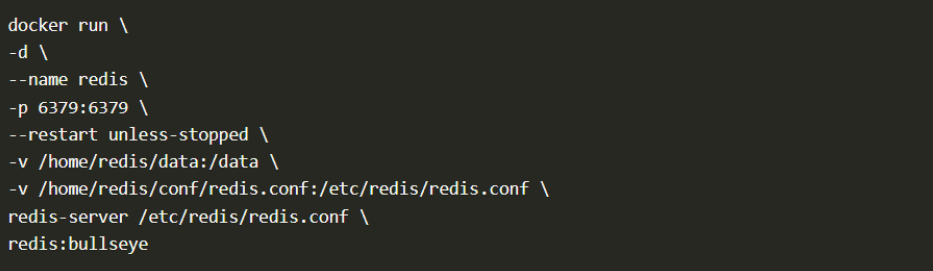 docker run \
-d \
--name redis \
-p 6379:6379 \
--restart unless-stopped \
-v /home/redis/data:/data \
-v /home/redis/conf/redis.conf:/etc/redis/redis.conf \
redis-server /etc/redis/redis.conf \
redis:bullseye